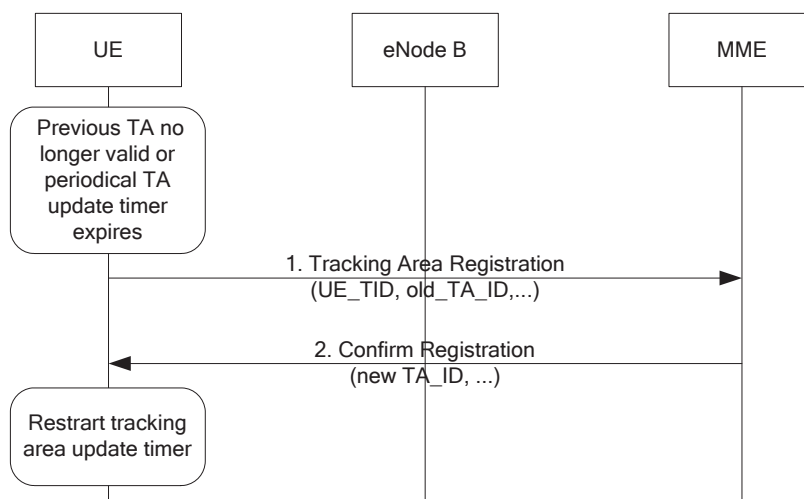 UE
eNode B
MME
Previous TA no
longer valid or
periodical TA
update timer
expires
1. Tracking Area Registration
(UE_TID, old_TA_ID,...)
2. Confirm Registration
(new TA_ID, ...)
Restrart tracking
area update timer